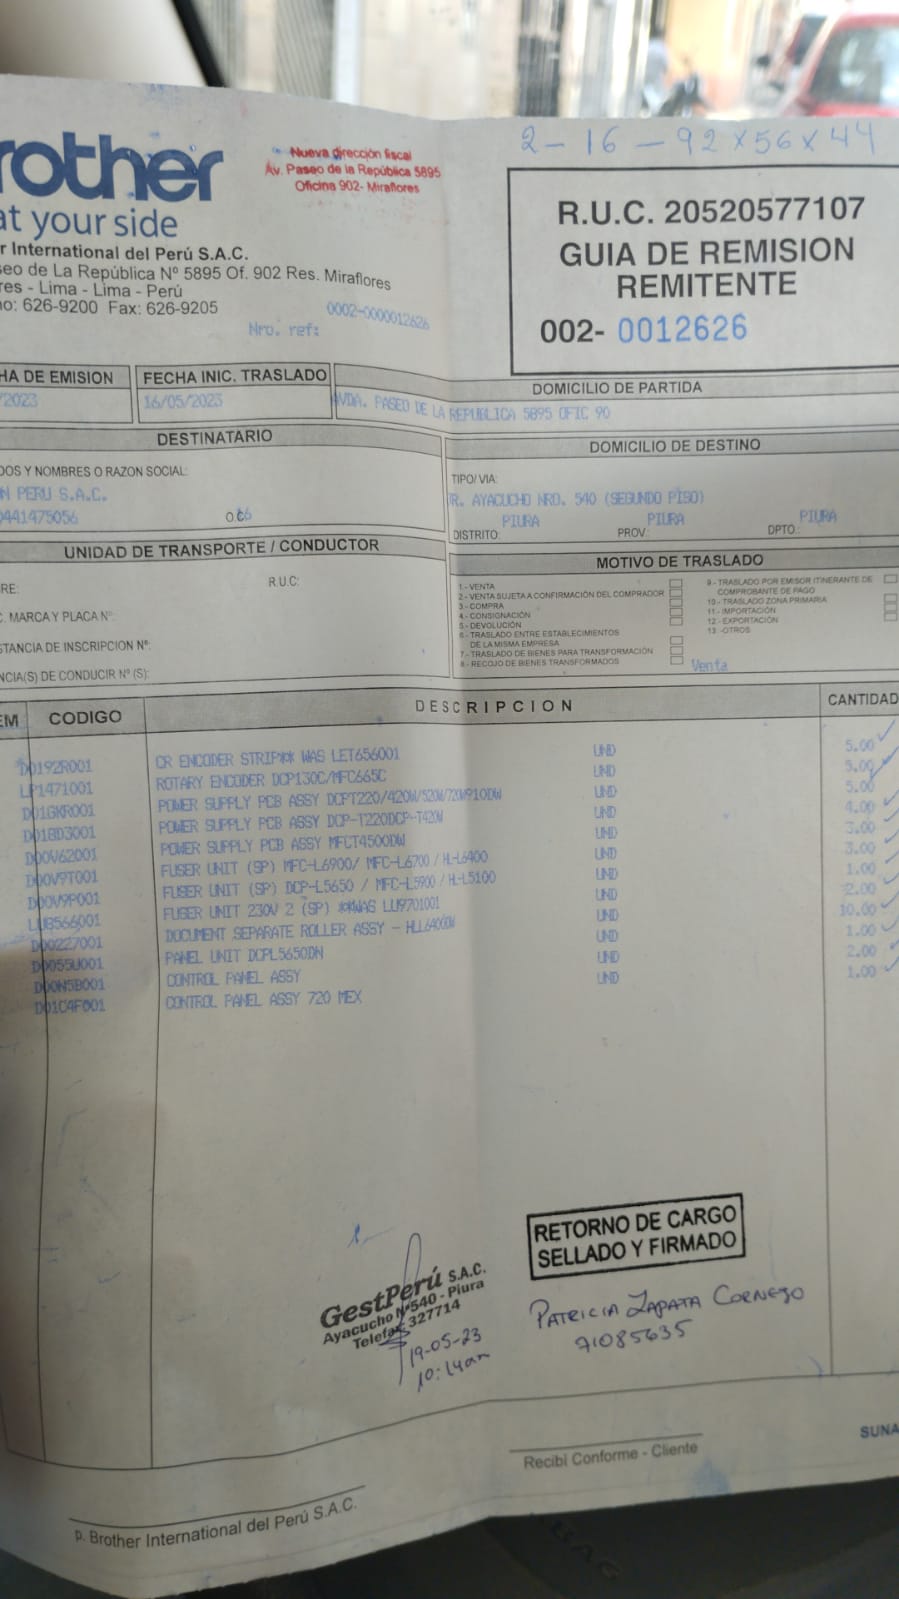 2-16-92x56x44
rother
at your side
Nueva dirección fiscal
Av. Paseo de la República 5895
Oficina 902- Miraflores
r International del Perú S.A.C.
seo de La República Nº 5895 Of. 902 Res. Miraflores
res - Lima - Lima - Perú
no: 626-9200 Fax: 626-9205
Nro. ref: 0002-0000012626
R.U.C. 20520577107
GUIA DE REMISION
REMITENTE
002- 0012626
HA DE EMISION
/2023
FECHA INIC. TRASLADO
16/05/2023
DOMICILIO DE PARTIDA
AVDA. PASEO DE LA REPUBLICA 5895 OFIC 90
DESTINATARIO
DOS Y NOMBRES O RAZON SOCIAL:
N PERU S.A.C.
0441475056
DOMICILIO DE DESTINO
TIPO/VIA:
R. AYACUCHO NRO. 540 (SEGUNDO PISO)
DISTRITO: PIURA PROV.: PIURA DPTO.: PIURA
UNIDAD DE TRANSPORTE / CONDUCTOR
RE: R.U.C:
C. MARCA Y PLACA Nº:
STANCIA DE INSCRIPCION Nº:
NCIA(S) DE CONDUCIR Nº (S):
MOTIVO DE TRASLADO
1 - VENTA
2 - VENTA SUJETA A CONFIRMACIÓN DEL COMPRADOR
3 - COMPRA
4 - CONSIGNACIÓN
5 - DEVOLUCIÓN
6 - TRASLADO ENTRE ESTABLECIMIENTOS
DE LA MISMA EMPRESA
7 - TRASLADO DE BIENES PARA TRANSFORMACIÓN
8 - RECOJO DE BIENES TRANSFORMADOS
9 - TRASLADO POR EMISOR ITINERANTE DE
COMPROBANTE DE PAGO
10 - TRASLADO ZONA PRIMARIA
11 - IMPORTACIÓN
12 - EXPORTACIÓN
13 - OTROS
Venta
EM CODIGO DESCRIPCION CANTIDAD
D0192R001 CR ENCODER STRIP** WAS LET656001 UND 5.00
LP1471001 ROTARY ENCODER DCP130C/MFC665C UND 5.00
D01GKR001 POWER SUPPLY PCB ASSY DCPT220/420W/520W/720W910DW UND 5.00
D018D3001 POWER SUPPLY PCB ASSY DCP-T220DCP-T420W UND 4.00
D00V62001 POWER SUPPLY PCB ASSY MFCT4500DW UND 3.00
D00V9T001 FUSER UNIT (SP) MFC-L6900/ MFC-L6700 / HL-L6400 UND 3.00
D00V9P001 FUSER UNIT (SP) DCP-L5650 / MFC-L5900 / HL-L5100 UND 1.00
LU8566001 FUSER UNIT 230V 2 (SP) **WAS LU9701001 UND 2.00
D00227001 DOCUMENT SEPARATE ROLLER ASSY - HLL6400DW UND 10.00
D0055U001 PANEL UNIT DCPL5650DN UND 1.00
D00N5B001 CONTROL PANEL ASSY UND 2.00
D01C4F001 CONTROL PANEL ASSY 720 MEX UND 1.00
RETORNO DE CARGO
SELLADO Y FIRMADO
GestPerú S.A.C.
Ayacucho Nº540 - Piura
Telefax 327714
19-05-23
10:14am
PATRICIA ZAPATA CORNEJO
71085635
SUNA
Recibí Conforme - Cliente
p. Brother International del Perú S.A.C.